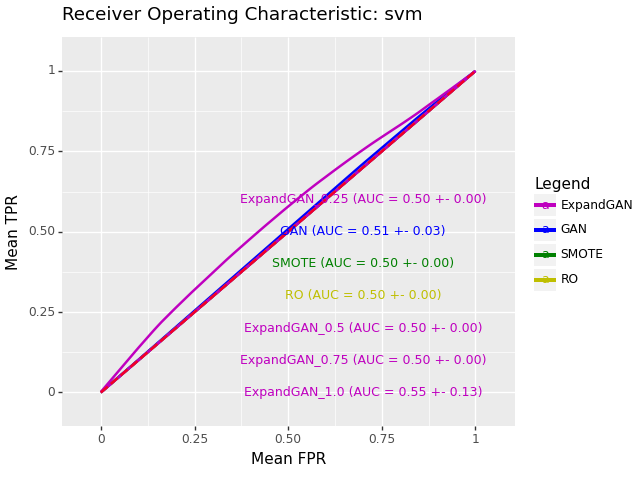 Receiver Operating Characteristic: svm
1
0.75
0.50
0.25
0
Mean TPR
ExpandGAN_0.25 (AUC = 0.50 +- 0.00)
GAN (AUC = 0.51 +- 0.03)
SMOTE (AUC = 0.50 +- 0.00)
RO (AUC = 0.50 +- 0.00)
ExpandGAN_0.5 (AUC = 0.50 +- 0.00)
ExpandGAN_0.75 (AUC = 0.50 +- 0.00)
ExpandGAN_1.0 (AUC = 0.55 +- 0.13)
0 0.25 0.50 0.75 1
Mean FPR
Legend
a ExpandGAN
a GAN
a SMOTE
a RO